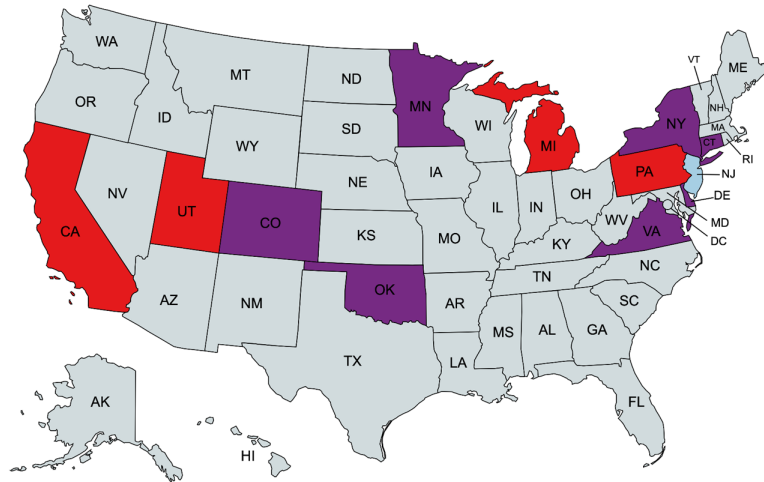 WA
MT
ND
MN
VT
ME
OR
ID
SD
WI
NH
NY
MA
WY
MI
CT
RI
IA
PA
NJ
NE
NV
UT
CO
IL
IN
OH
DE
CA
KS
MO
WV
VA
MD
KY
DC
NC
TN
AZ
NM
OK
AR
SC
MS
AL
GA
TX
LA
AK
FL
HI